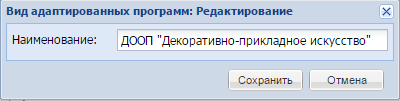 Вид адаптированных программ: Редактирование
Наименование: ДООП "Декоративно-прикладное искусство"
Сохранить Отмена